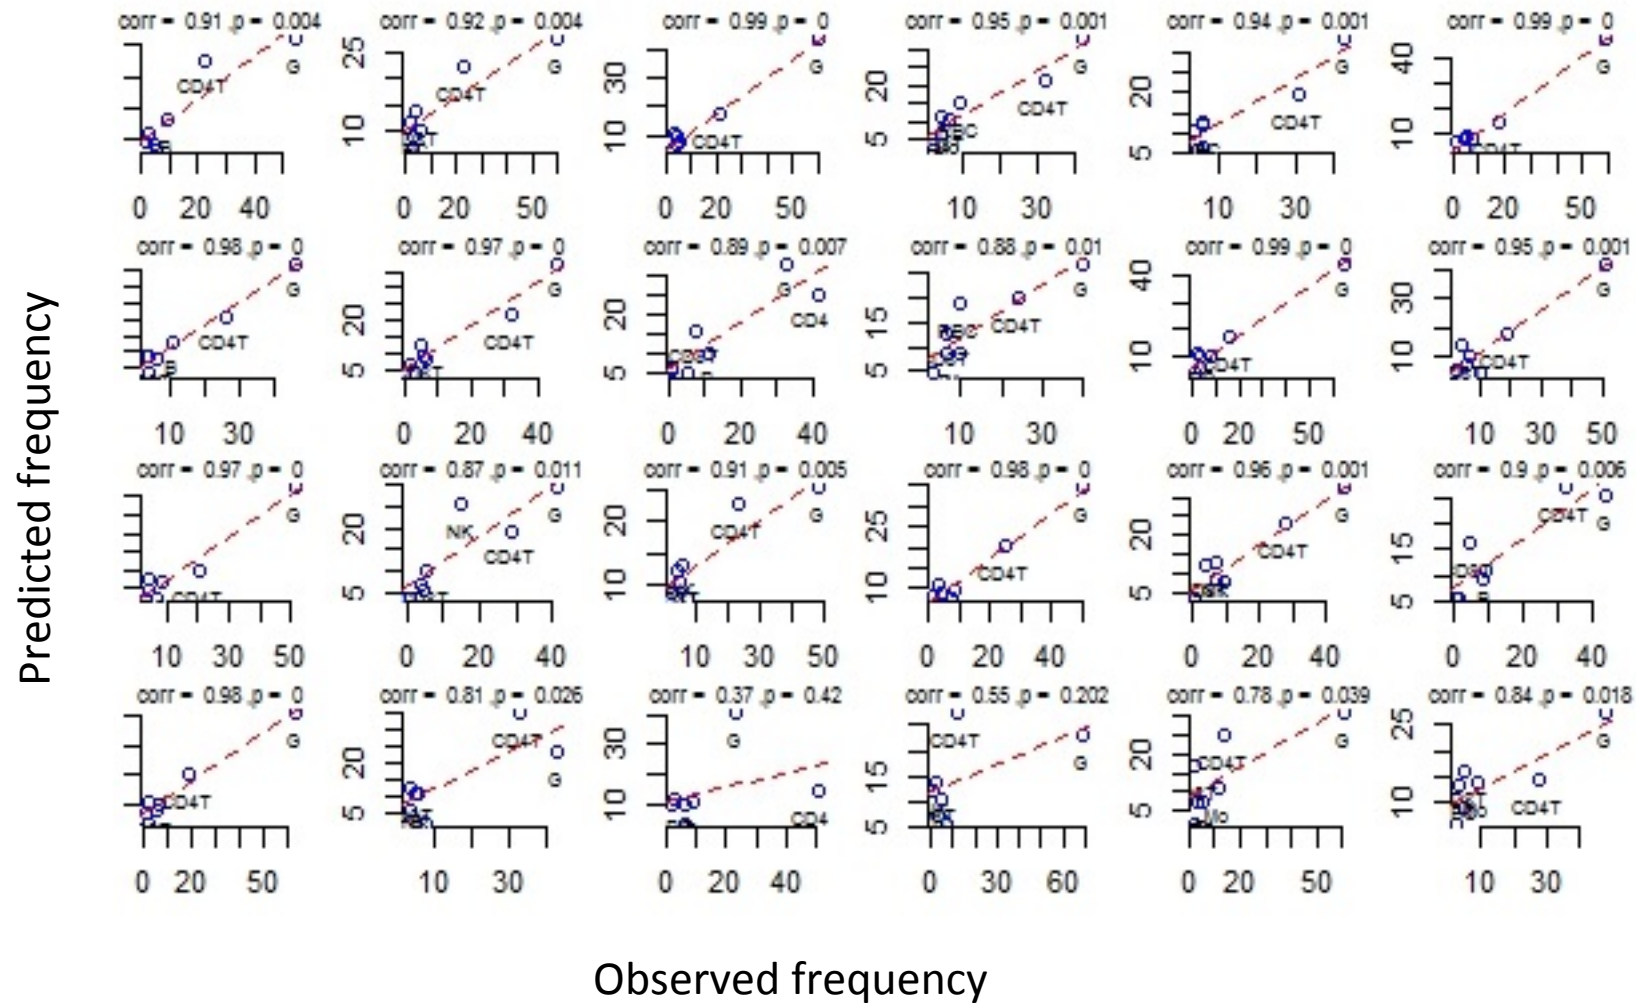 corr = 0.91 ,p = 0.004
corr = 0.92 ,p = 0.004
corr = 0.99 ,p = 0
corr = 0.95 ,p = 0.001
corr = 0.94 ,p = 0.001
corr = 0.99 ,p = 0
G
CD4T
B
0 20 40
25
10
G
CD4T
0 20 50
30
10
G
CD4T
0 20 50
20
5
G
CD4T
10 30
20
5
G
CD4T
10 30
40
10
G
CD4T
0 20 50
corr = 0.98 ,p = 0
corr = 0.97 ,p = 0
corr = 0.89 ,p = 0.007
corr = 0.88 ,p = 0.01
corr = 0.99 ,p = 0
corr = 0.95 ,p = 0.001
G
CD4T
B
10 30
20
5
G
CD4T
0 20 40
20
5
G
CD4
0 20 40
15
5
G
CD4T
10 30
40
10
G
CD4T
0 20 50
30
10
G
CD4T
10 30 50
corr = 0.97 ,p = 0
corr = 0.87 ,p = 0.011
corr = 0.91 ,p = 0.005
corr = 0.98 ,p = 0
corr = 0.96 ,p = 0.001
corr = 0.9 ,p = 0.006
G
CD4T
10 30 50
20
5
G
NK
CD4T
0 20 40
20
10
G
CD4T
10 30 50
25
10
G
CD4T
0 20 40
20
5
G
CD4T
0 20 40
15
5
CD4T
G
0 20 40
corr = 0.98 ,p = 0
corr = 0.81 ,p = 0.026
corr = 0.37 ,p = 0.42
corr = 0.55 ,p = 0.202
corr = 0.78 ,p = 0.039
corr = 0.84 ,p = 0.018
G
CD4T
0 20 50
20
5
CD4T
G
10 30
30
10
G
CD4
0 20 40
15
5
CD4T
G
0 30 60
20
5
G
CD4T
Mo
0 20 50
25
10
G
CD4T
10 30
Predicted frequency
Observed frequency